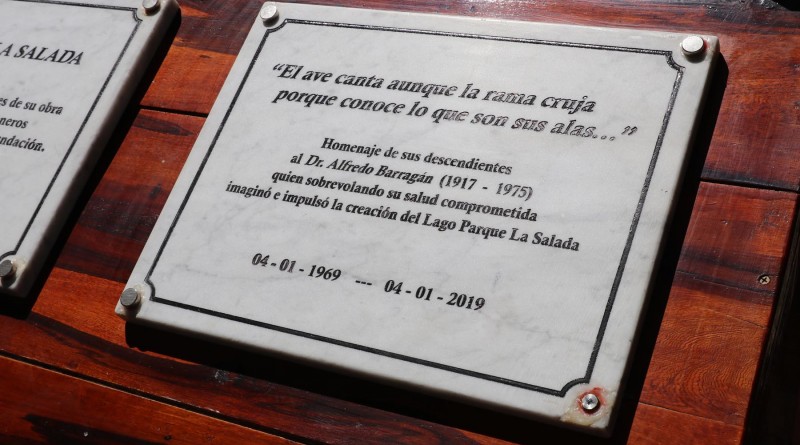 LA SALADA
es de su obra
neros
ndación.
“El ave canta aunque la rama cruja
porque conoce lo que son sus alas...”
Homenaje de sus descendientes
al Dr. Alfredo Barragán (1917 - 1975)
quien sobrevolando su salud comprometida
imaginó e impulsó la creación del Lago Parque La Salada
04 - 01 - 1969 --- 04 - 01 - 2019